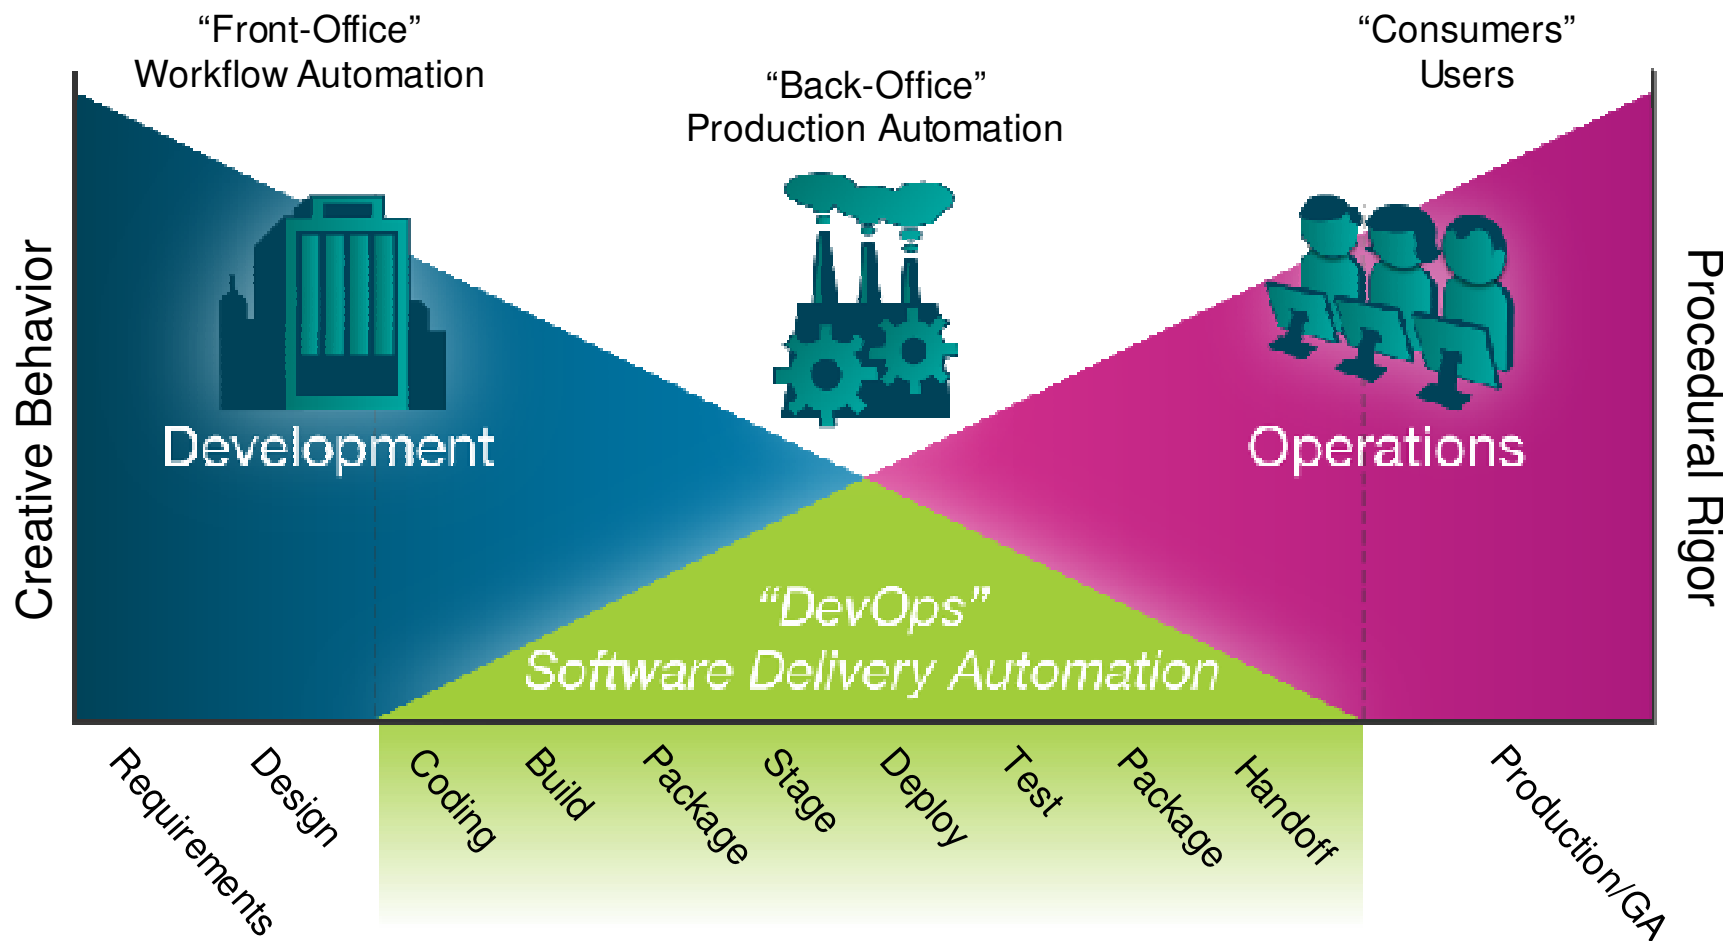 “Front-Office”
Workflow Automation
“Back-Office”
Production Automation
“Consumers”
Users
Creative Behavior
Development
Operations
Procedural Rigor
“DevOps”
Software Delivery Automation
Requirements
Design
Coding
Build
Package
Stage
Deploy
Test
Package
Handoff
Production/GA